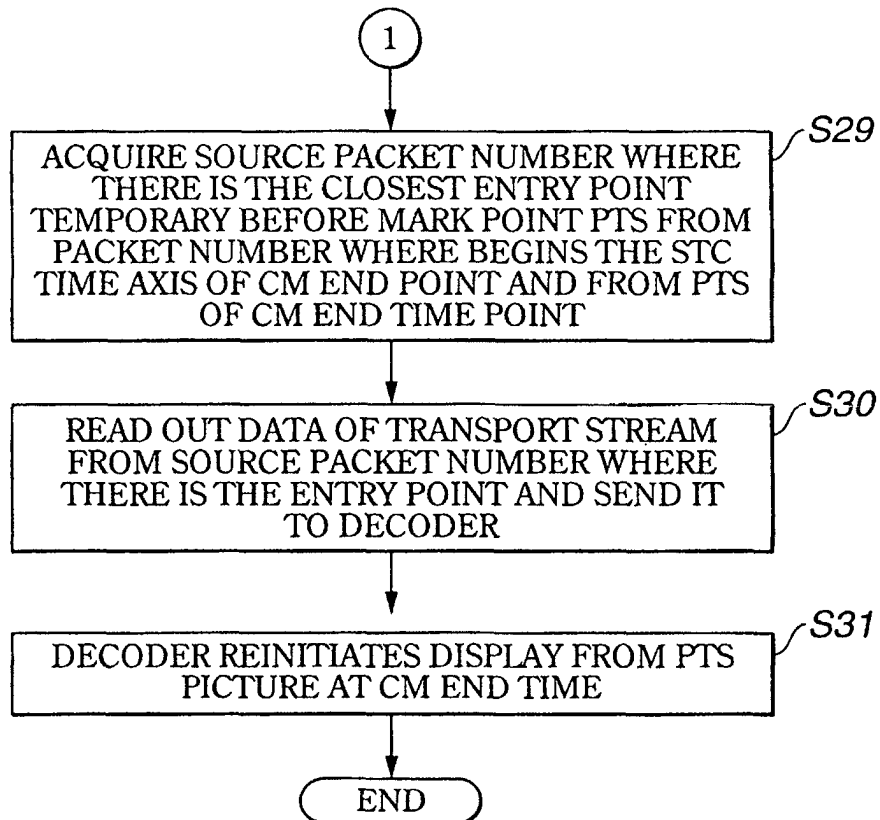 1
S29
ACQUIRE SOURCE PACKET NUMBER WHERE
THERE IS THE CLOSEST ENTRY POINT
TEMPORARY BEFORE MARK POINT PTS FROM
PACKET NUMBER WHERE BEGINS THE STC
TIME AXIS OF CM END POINT AND FROM PTS
OF CM END TIME POINT
S30
READ OUT DATA OF TRANSPORT STREAM
FROM SOURCE PACKET NUMBER WHERE
THERE IS THE ENTRY POINT AND SEND IT
TO DECODER
S31
DECODER REINITIATES DISPLAY FROM PTS
PICTURE AT CM END TIME
END